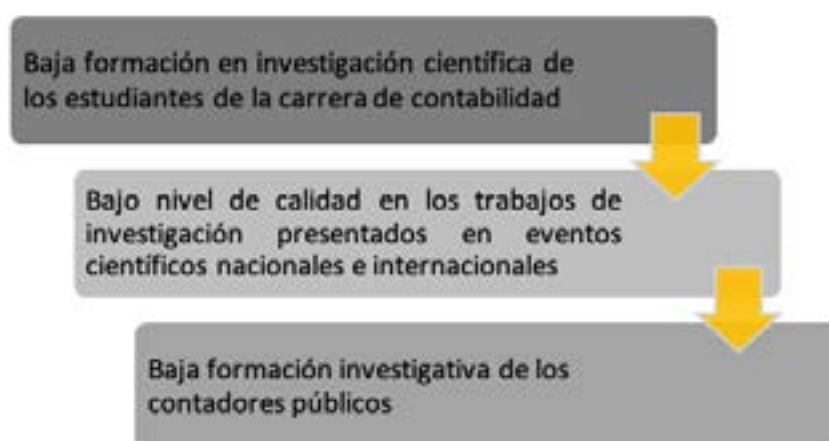 Baja formación en investigación científica de
los estudiantes de la carrera de contabilidad
Bajo nivel de calidad en los trabajos de
investigación presentados en eventos
científicos nacionales e internacionales
Baja formación investigativa de los
contadores públicos